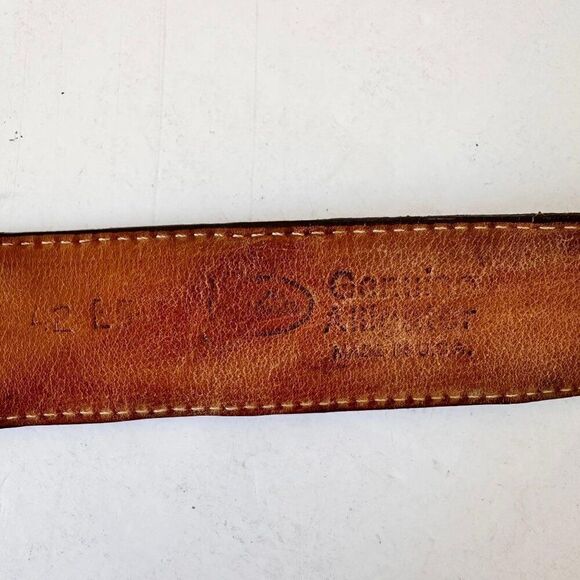 42
Genuine
Alligator
MADE IN U.S.A.